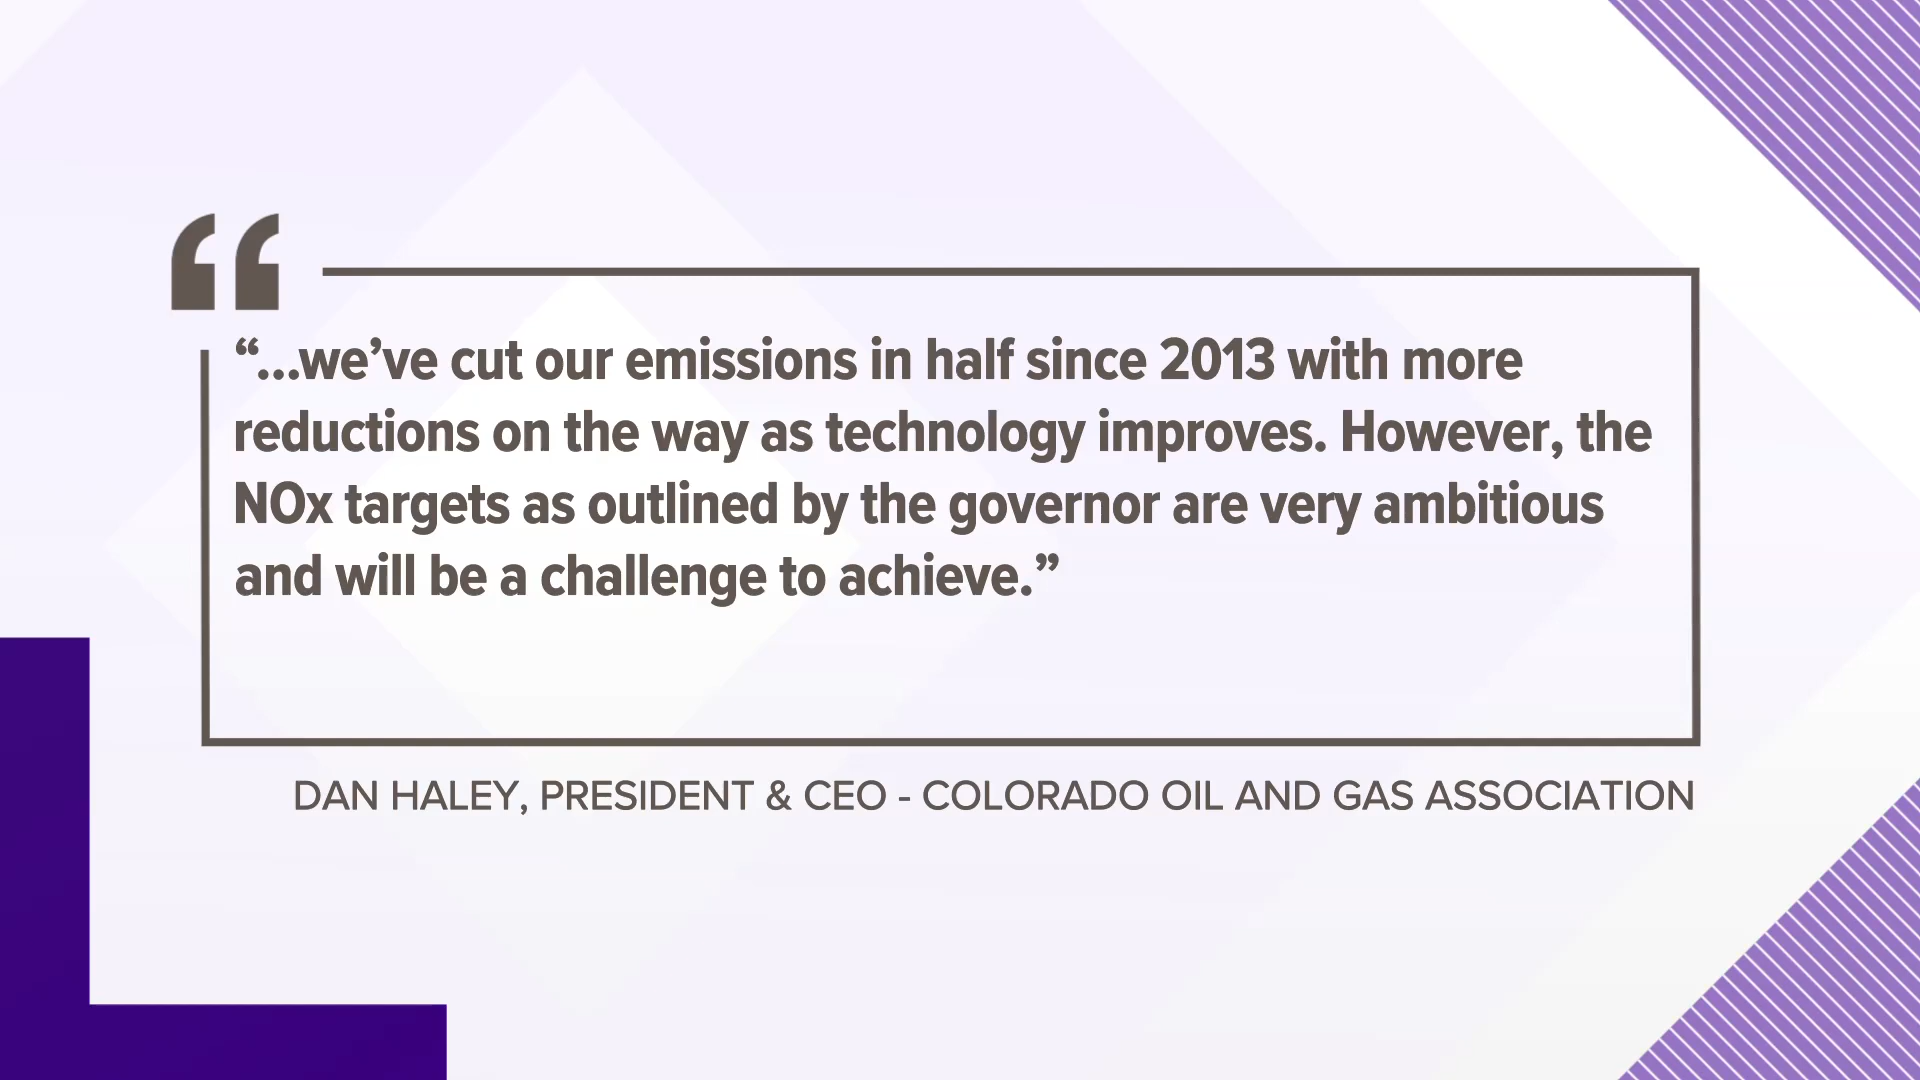 “...we’ve cut our emissions in half since 2013 with more
reductions on the way as technology improves. However, the
NOx targets as outlined by the governor are very ambitious
and will be a challenge to achieve.”
DAN HALEY, PRESIDENT & CEO - COLORADO OIL AND GAS ASSOCIATION